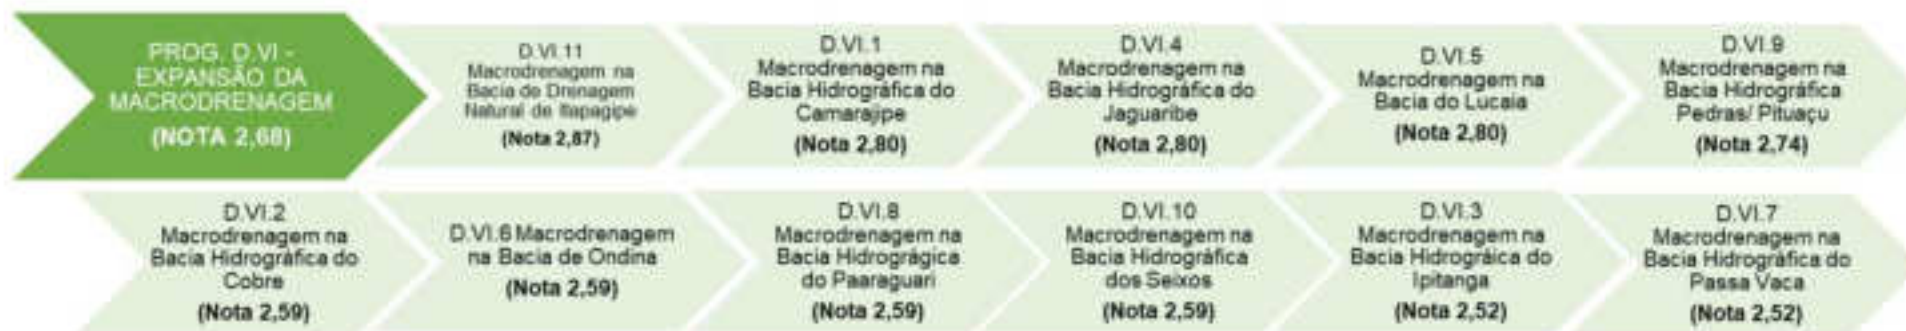 PROG. D.VI -
EXPANSÃO DA
MACRODRENAGEM
(NOTA 2,68)
D.VI.11
Macrodrenagem na
Bacia de Drenagem
Natural de Itapagipe
(Nota 2,87)
D.VI.1
Macrodrenagem na
Bacia Hidrográfica do
Camarajipe
(Nota 2,80)
D.VI.4
Macrodrenagem na
Bacia Hidrográfica do
Jaguaribe
(Nota 2,80)
D.VI.5
Macrodrenagem na
Bacia do Lucaia
(Nota 2,80)
D.VI.9
Macrodrenagem na
Bacia Hidrográfica
Pedras/ Pituaçu
(Nota 2,74)
D.VI.2
Macrodrenagem na
Bacia Hidrográfica do
Cobre
(Nota 2,59)
D.VI.6 Macrodrenagem
na Bacia de Ondina
(Nota 2,59)
D.VI.8
Macrodrenagem na
Bacia Hidrográgica
do Paaraguari
(Nota 2,59)
D.VI.10
Macrodrenagem na
Bacia Hidrográfica
dos Seixos
(Nota 2,59)
D.VI.3
Macrodrenagem na
Bacia Hidrográica do
Ipitanga
(Nota 2,52)
D.VI.7
Macrodrenagem na
Bacia Hidrográfica do
Passa Vaca
(Nota 2,52)